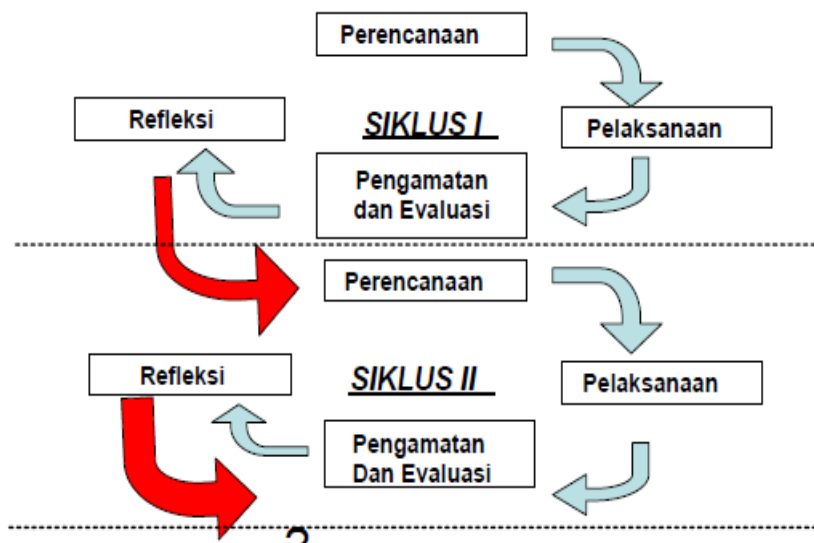 Perencanaan
Refleksi
SIKLUS I
Pelaksanaan
Pengamatan
dan Evaluasi
Perencanaan
Refleksi
SIKLUS II
Pelaksanaan
Pengamatan
Dan Evaluasi